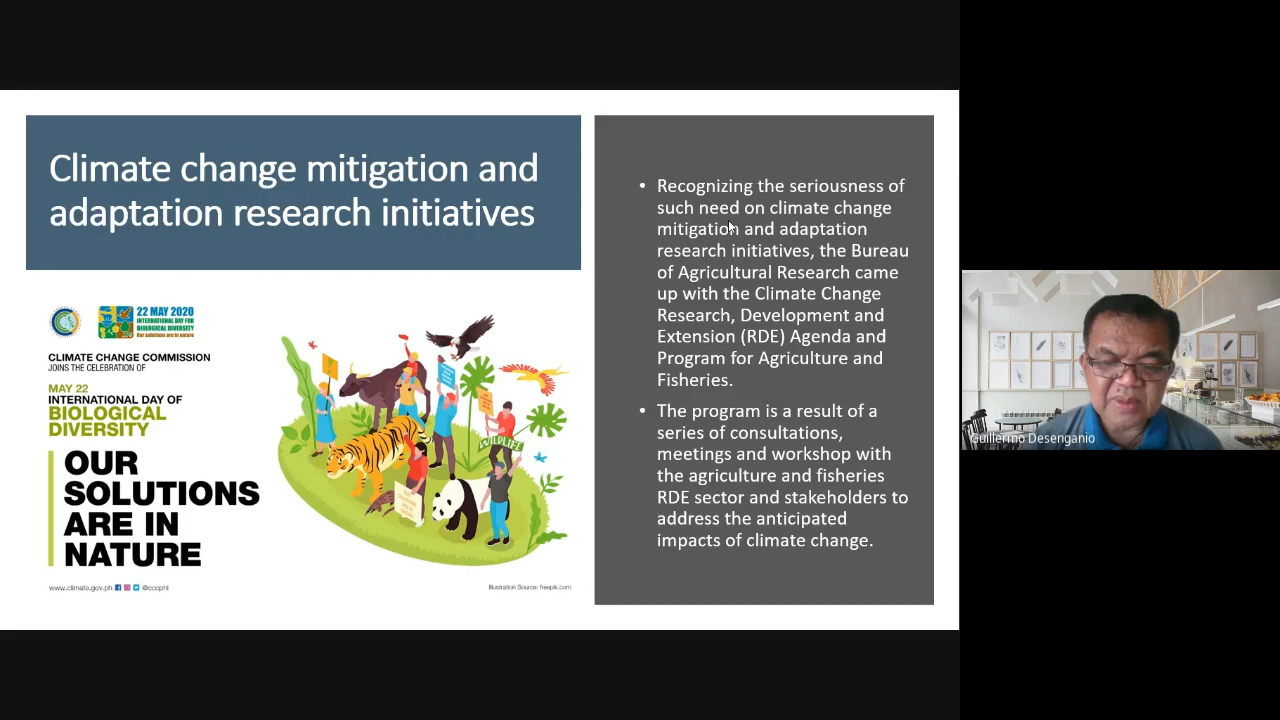 Climate change mitigation and
adaptation research initiatives
22 MAY 2020
INTERNATIONAL DAY FOR
BIOLOGICAL DIVERSITY
Our solutions are in nature
CLIMATE CHANGE COMMISSION
JOINS THE CELEBRATION OF
MAY 22
INTERNATIONAL DAY OF
BIOLOGICAL
DIVERSITY
OUR
SOLUTIONS
ARE IN
NATURE
www.climate.gov.ph
@cccphl
WILDLIFE
Illustration Source: freepik.com
• Recognizing the seriousness of
such need on climate change
mitigation and adaptation
research initiatives, the Bureau
of Agricultural Research came
up with the Climate Change
Research, Development and
Extension (RDE) Agenda and
Program for Agriculture and
Fisheries.
• The program is a result of a
series of consultations,
meetings and workshop with
the agriculture and fisheries
RDE sector and stakeholders to
address the anticipated
impacts of climate change.
Guillermo Desenganio